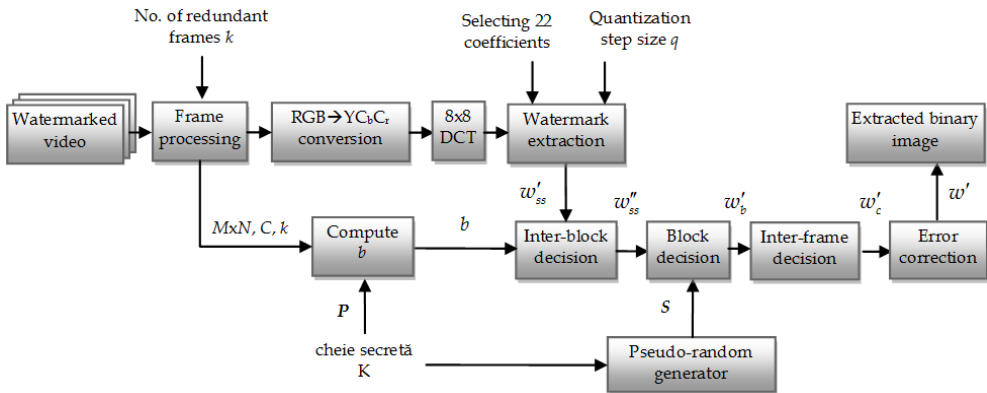 No. of redundant
frames k
Selecting 22
coefficients
Quantization
step size q
Watermarked
video
Frame
processing
RGB→YCbCr
conversion
8x8
DCT
Watermark
extraction
Extracted binary
image
w'ss
w''ss
w'b
w'c
w'
MxN, C, k
Compute
b
b
Inter-block
decision
Block
decision
Inter-frame
decision
Error
correction
P
S
cheie secretă
K
Pseudo-random
generator